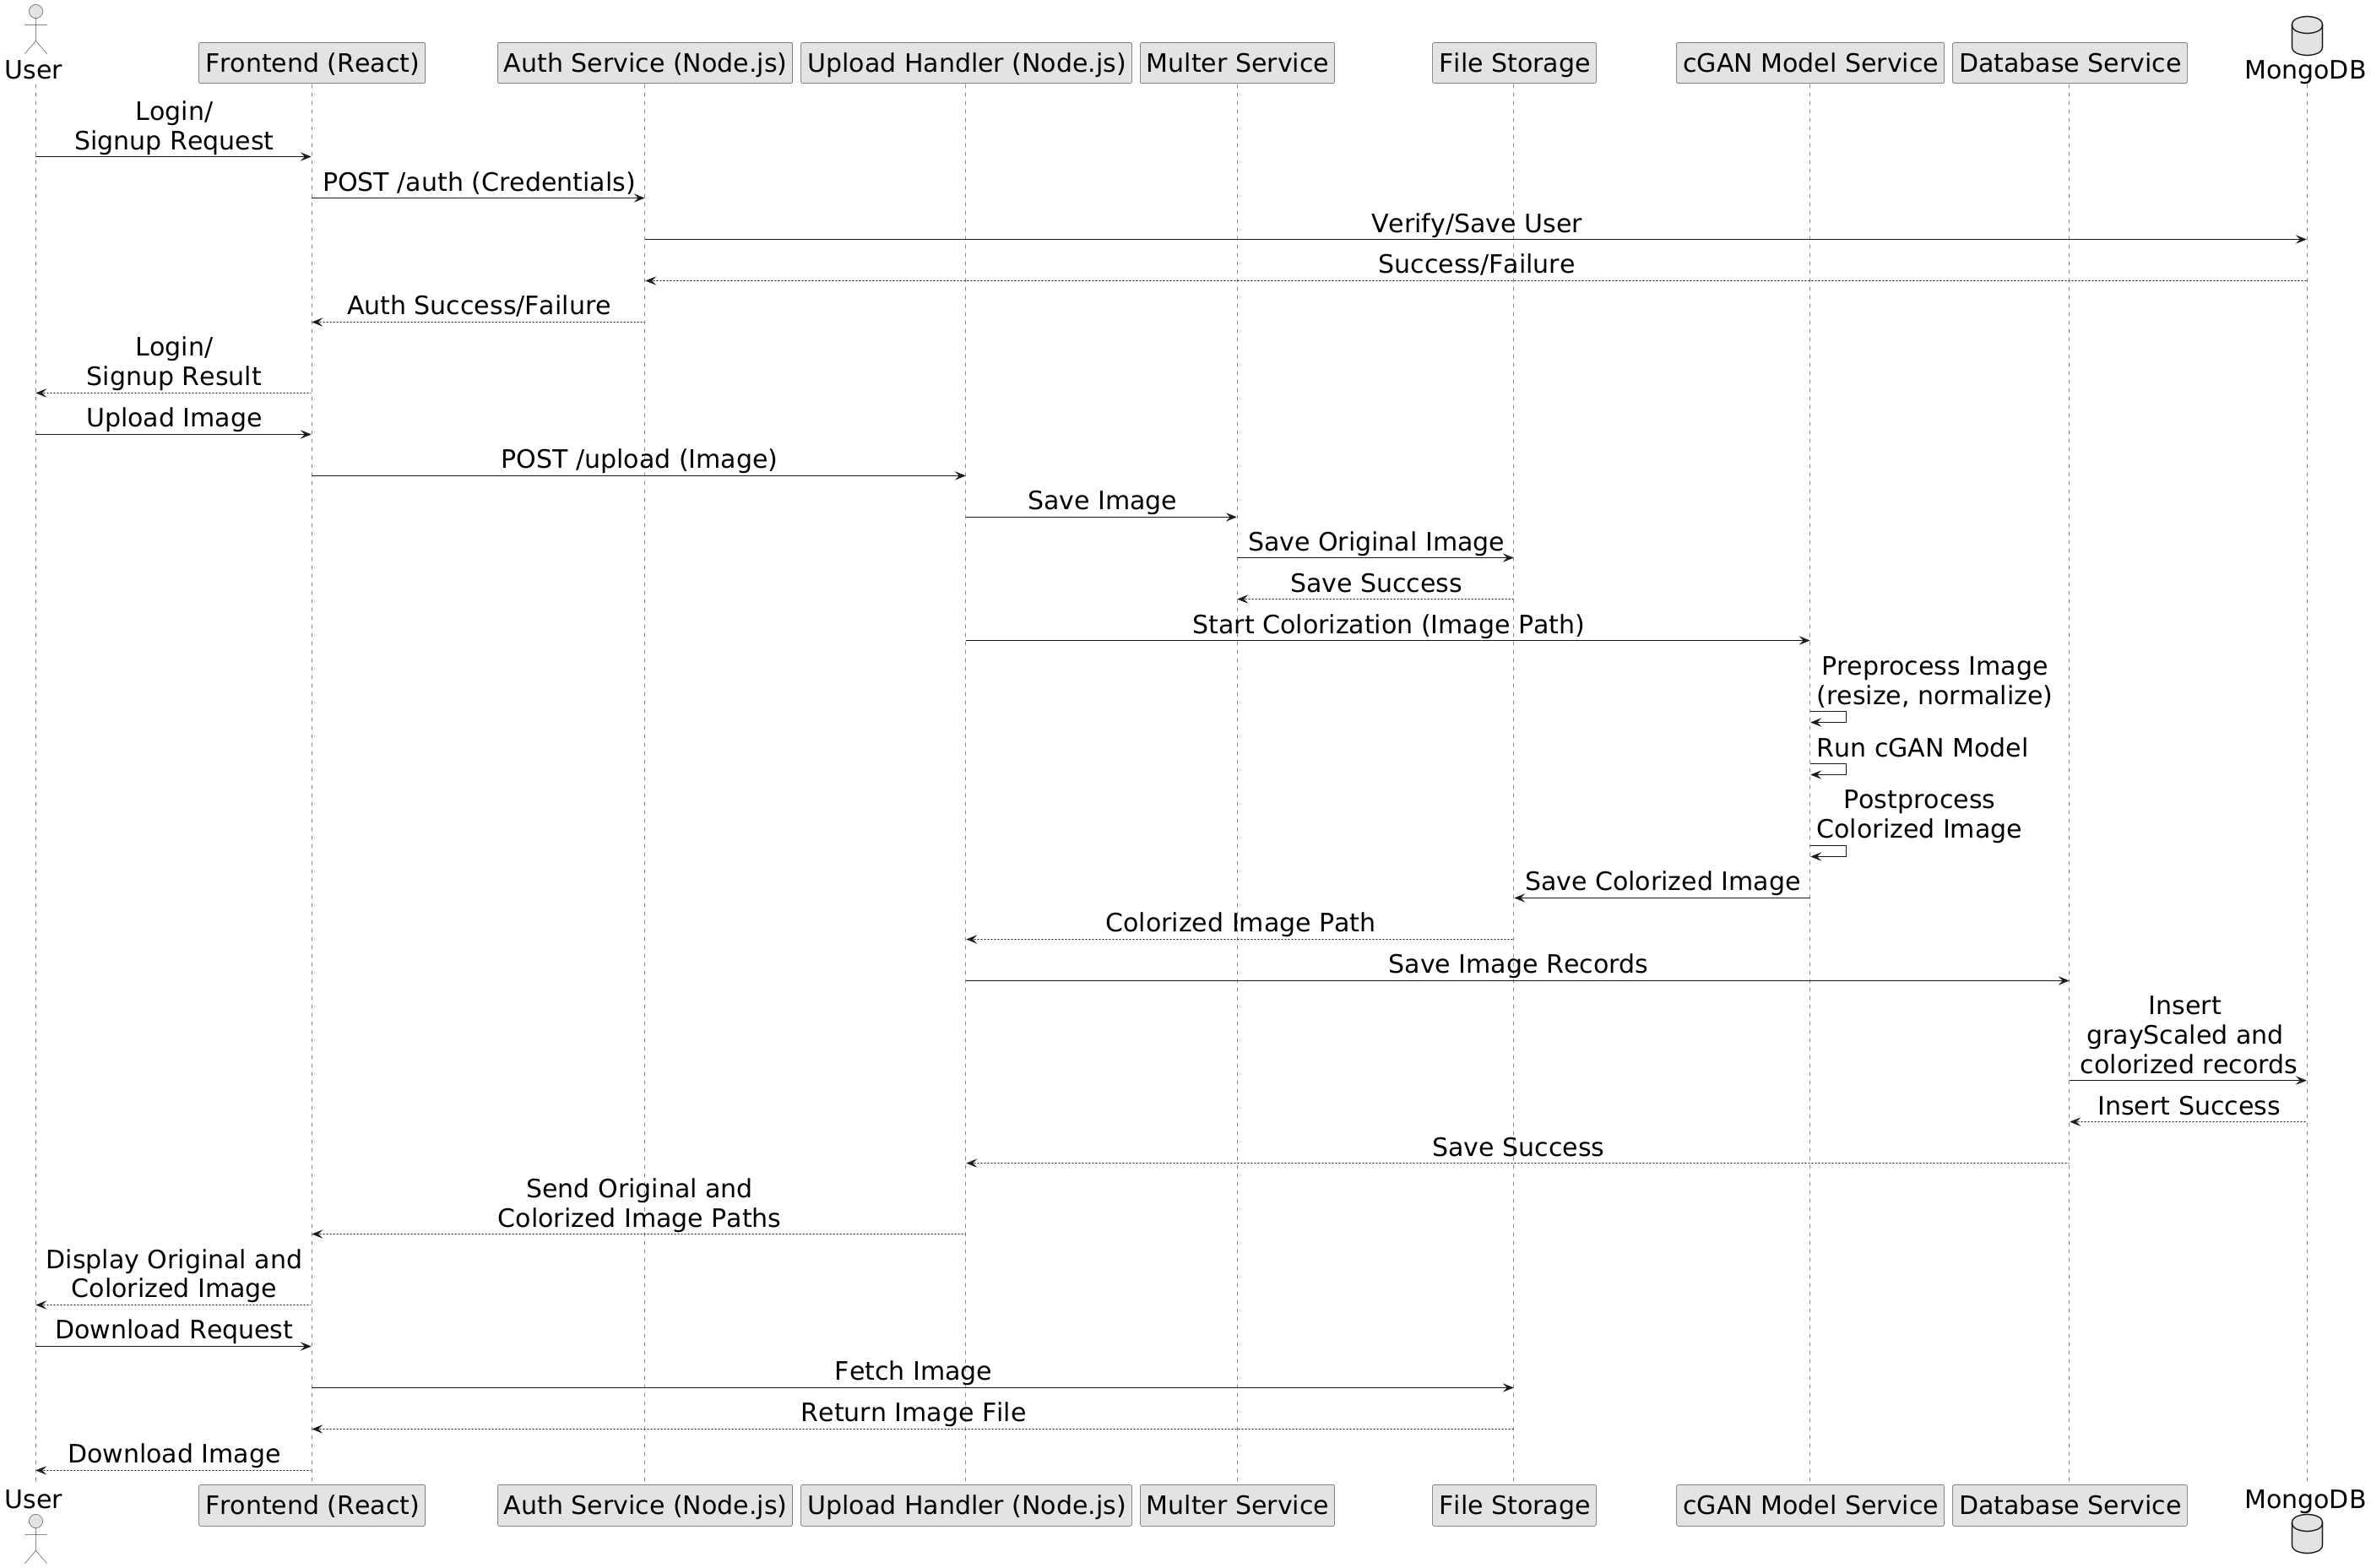 User
Frontend (React)
Auth Service (Node.js)
Upload Handler (Node.js)
Multer Service
File Storage
cGAN Model Service
Database Service
MongoDB
Login/
Signup Request
POST /auth (Credentials)
Verify/Save User
Success/Failure
Auth Success/Failure
Login/
Signup Result
Upload Image
POST /upload (Image)
Save Image
Save Original Image
Save Success
Start Colorization (Image Path)
Preprocess Image
(resize, normalize)
Run cGAN Model
Postprocess
Colorized Image
Save Colorized Image
Colorized Image Path
Save Image Records
Insert
grayScaled and
colorized records
Insert Success
Save Success
Send Original and
Colorized Image Paths
Display Original and
Colorized Image
Download Request
Fetch Image
Return Image File
Download Image
User
Frontend (React)
Auth Service (Node.js)
Upload Handler (Node.js)
Multer Service
File Storage
cGAN Model Service
Database Service
MongoDB